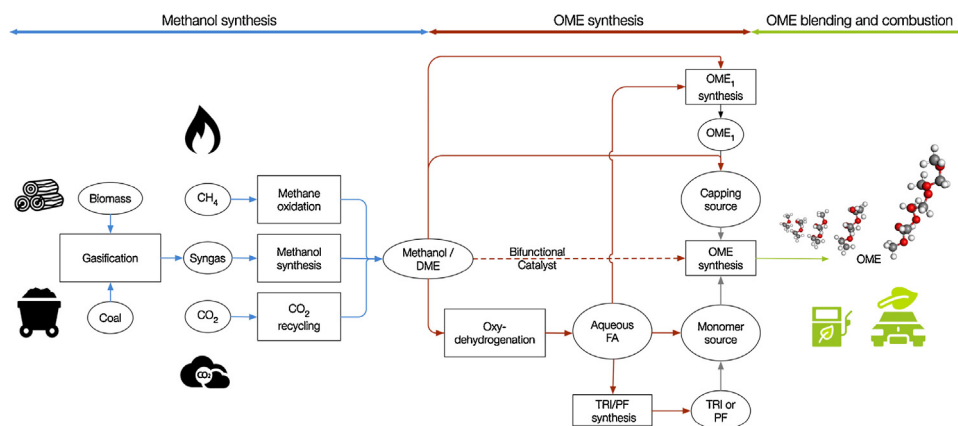 Methanol synthesis
OME synthesis
OME blending and combustion
OME₁
synthesis
OME₁
Biomass
CH₄
Methane
oxidation
Capping
source
Gasification
Syngas
Methanol
synthesis
Methanol /
DME
Bifunctional
Catalyst
OME
synthesis
OME
Coal
CO₂
CO₂
recycling
Oxy-
dehydrogenation
Aqueous
FA
Monomer
source
CO₂
TRI/PF
synthesis
TRI or
PF